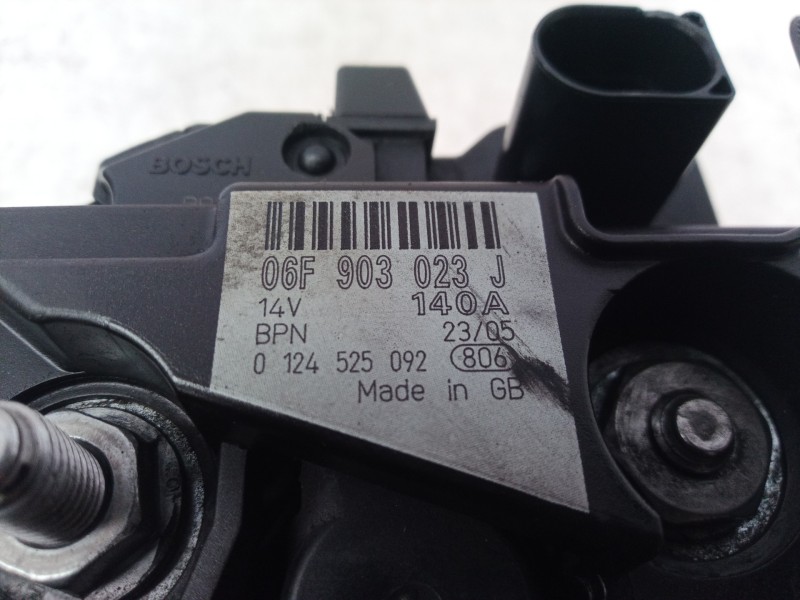 BOSCH
06F 903 023 J
14V 140A
BPN 23/05
0 124 525 092 806
Made in GB